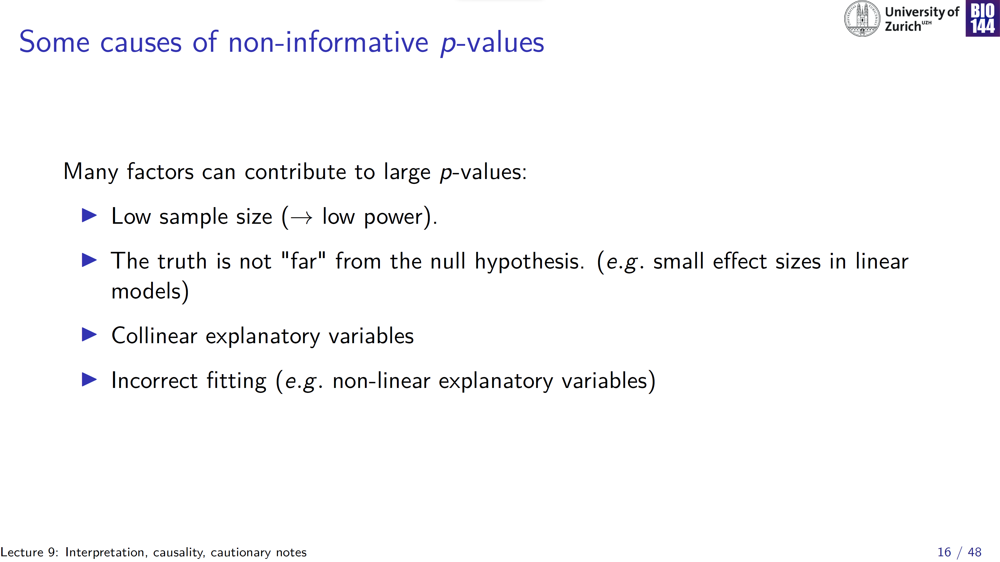 University of
Zurich UZH
BIO
144
Some causes of non-informative p-values
Many factors can contribute to large p-values:
▶ Low sample size (→ low power).
▶ The truth is not "far" from the null hypothesis. (e.g. small effect sizes in linear
models)
▶ Collinear explanatory variables
▶ Incorrect fitting (e.g. non-linear explanatory variables)
Lecture 9: Interpretation, causality, cautionary notes
16 / 48